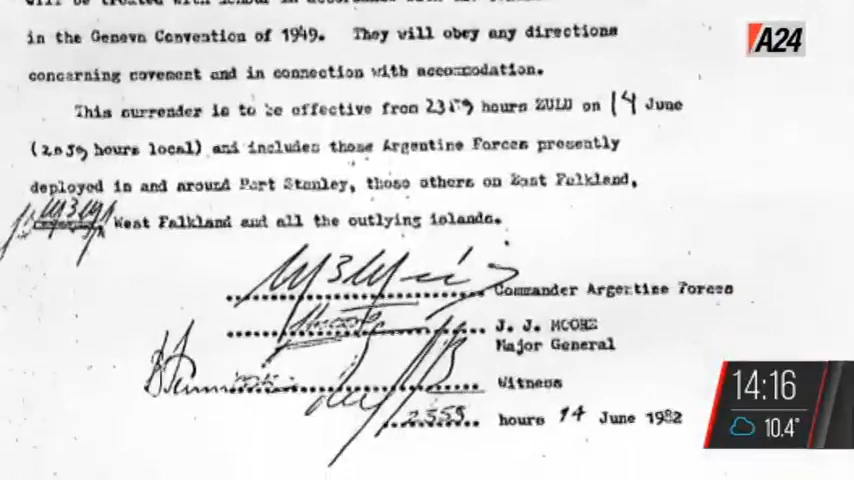 in the Geneva Convention of 1949. They will obey any directions
concerning movement and in connection with accommodation.
This surrender is to be effective from 2359 hours ZULU on 14 June
(2059 hours local) and includes those Argentine Forces presently
deployed in and around Port Stanley, those others on East Falkland,
West Falkland and all the outlying islands.
Commander Argentine Forces
J. J. MOORE
Major General
Witness
2359 hours 14 June 1982
A24
14:16
10.4°